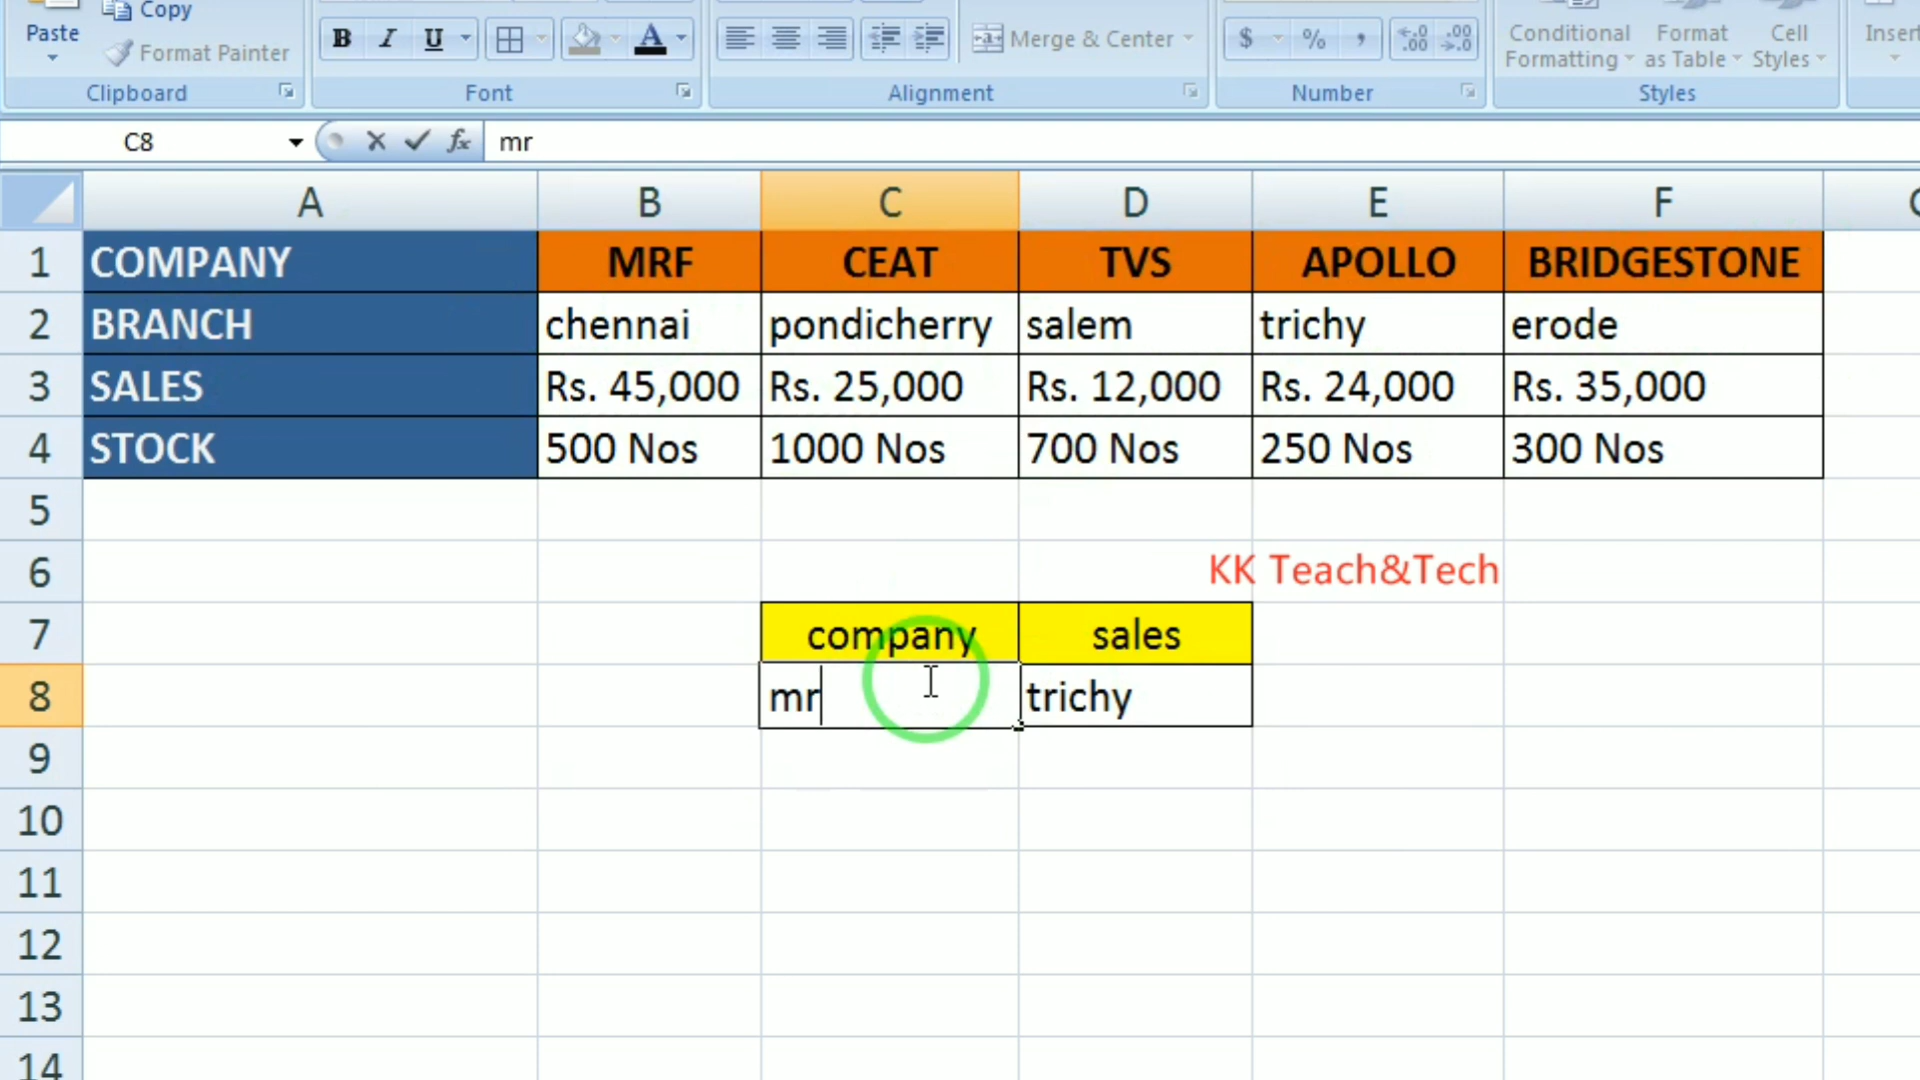 Paste Copy
Format Painter
B I U A Merge & Center $ % , Conditional Formatting Format as Table Cell Styles
Clipboard Font Alignment Number Styles
C8 fx mr
A B C D E F
1 COMPANY MRF CEAT TVS APOLLO BRIDGESTONE
2 BRANCH chennai pondicherry salem trichy erode
3 SALES Rs. 45,000 Rs. 25,000 Rs. 12,000 Rs. 24,000 Rs. 35,000
4 STOCK 500 Nos 1000 Nos 700 Nos 250 Nos 300 Nos
5
6 KK Teach&Tech
7 company sales
8 mr trichy
9
10
11
12
13
14